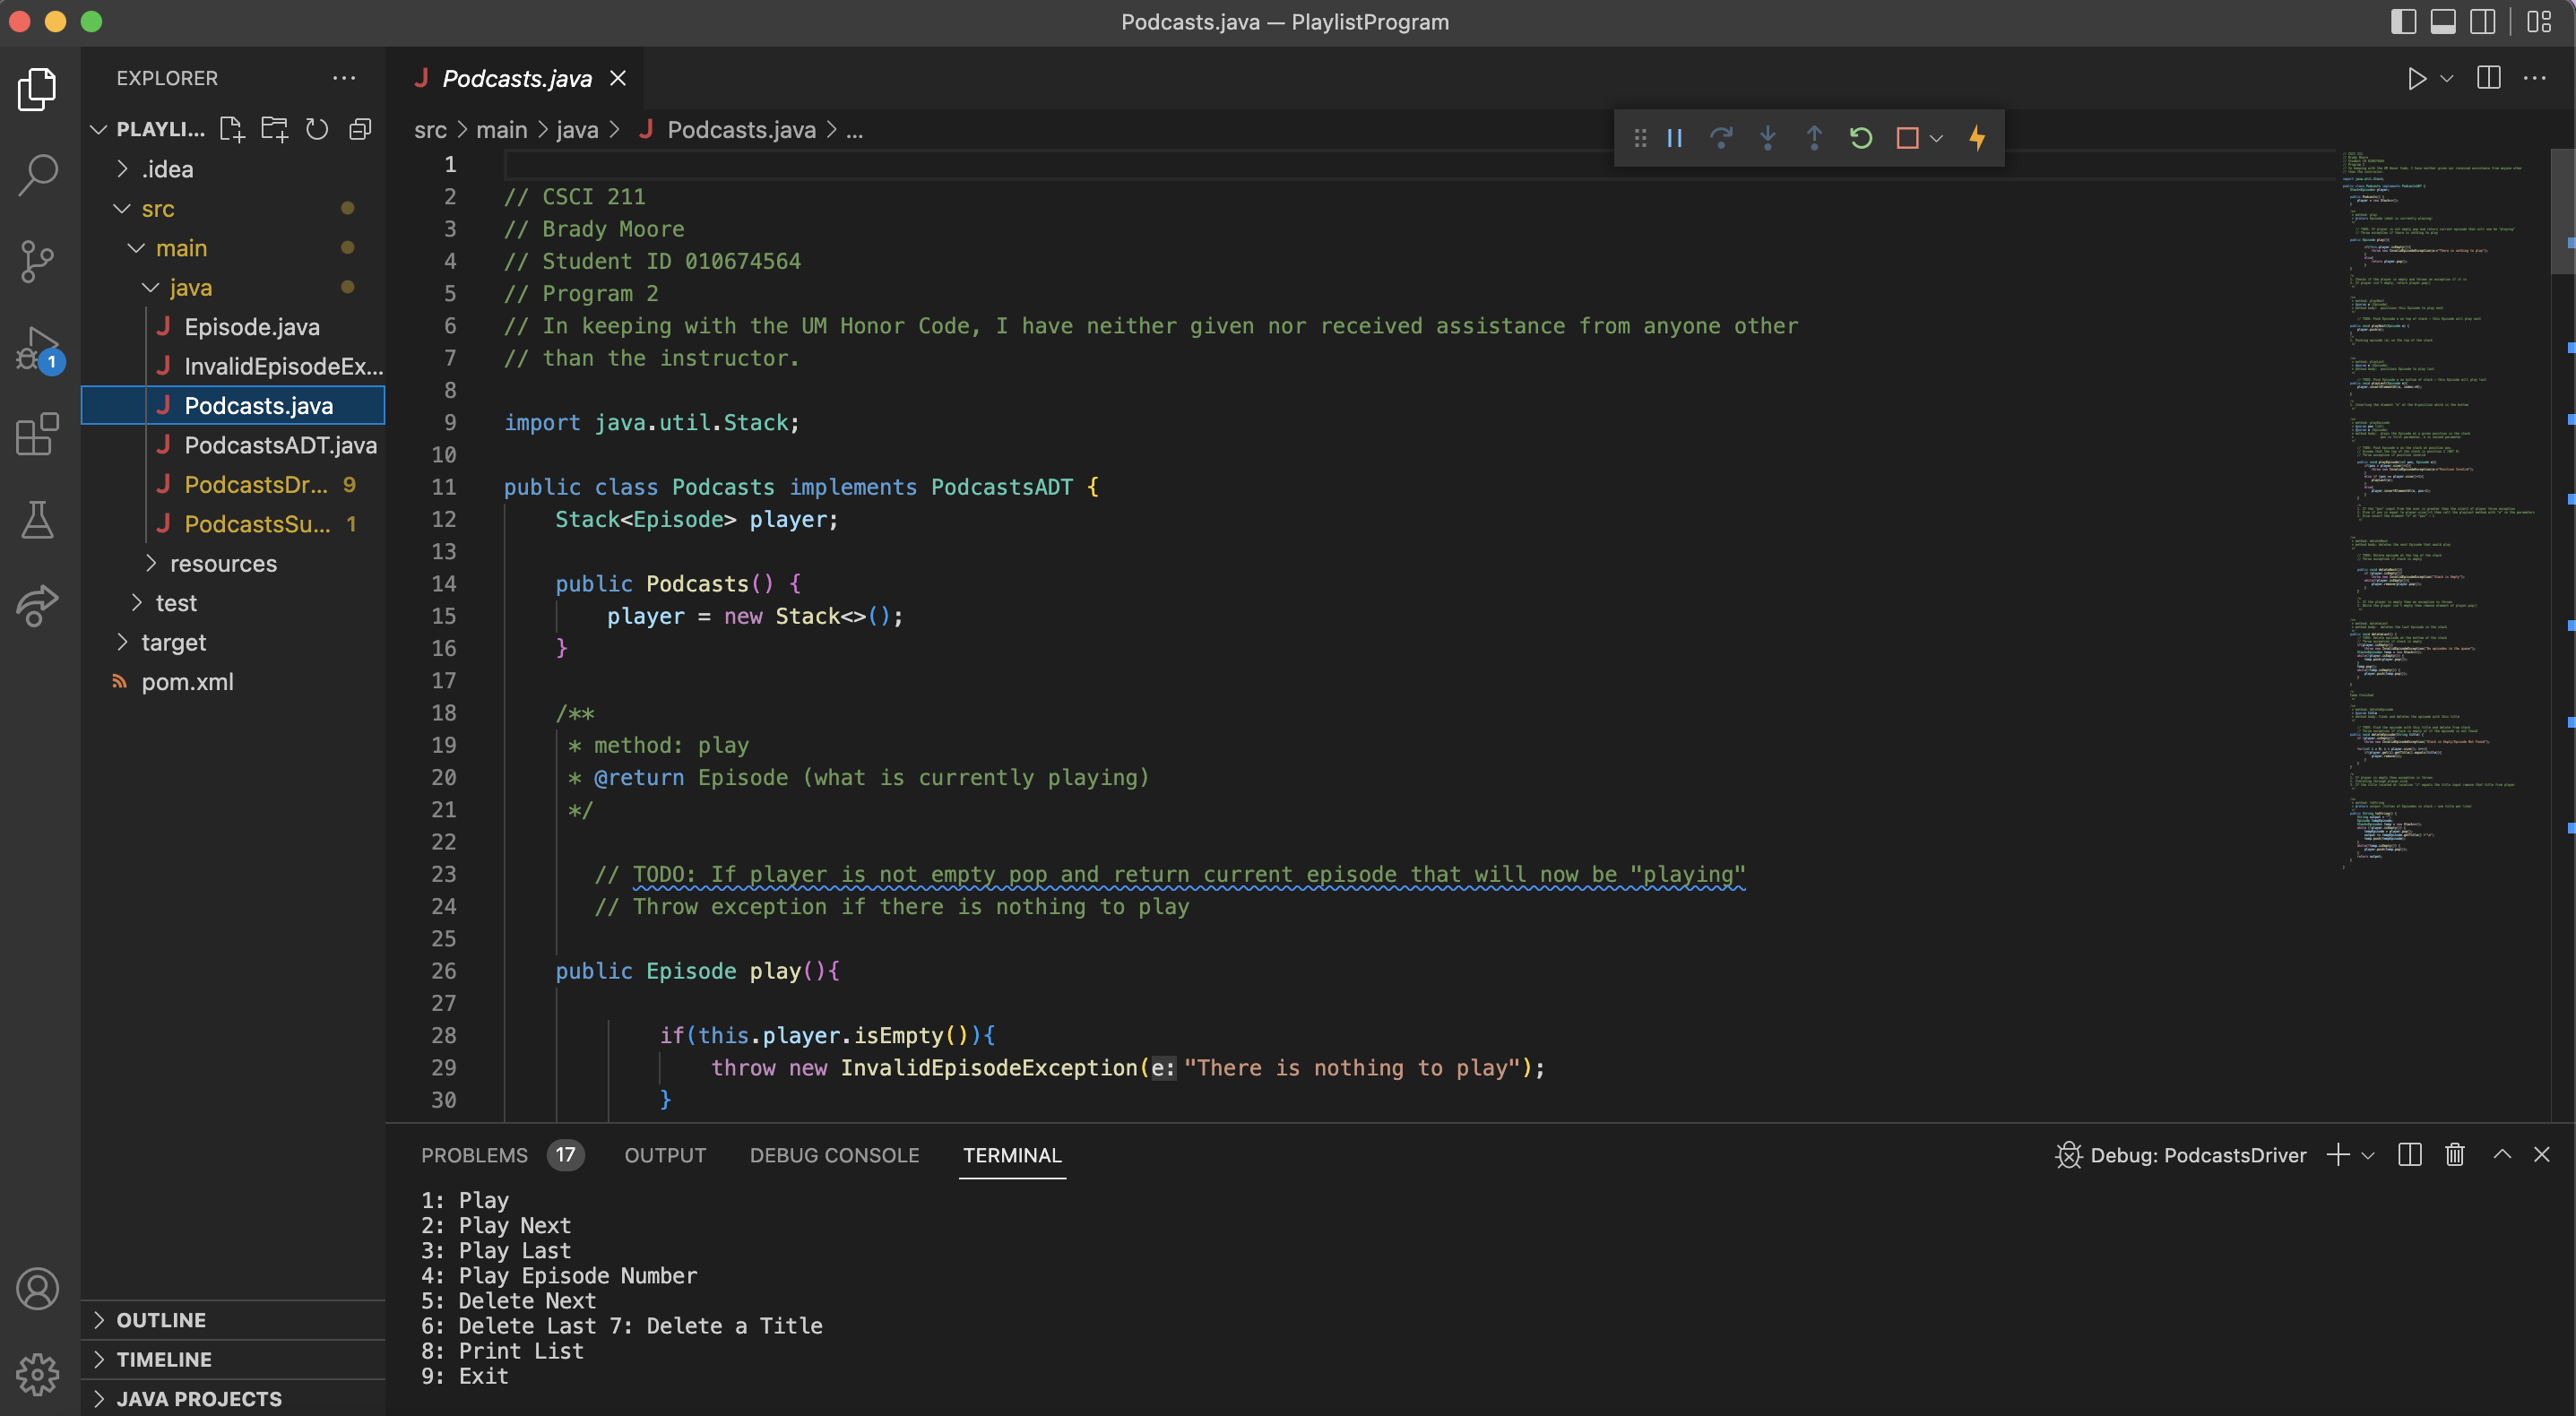 Podcasts.java — PlaylistProgram
EXPLORER
PLAYLI...
.idea
src
main
java
Episode.java
InvalidEpisodeEx...
Podcasts.java
PodcastsADT.java
PodcastsDr... 9
PodcastsSu... 1
resources
test
target
pom.xml
OUTLINE
TIMELINE
JAVA PROJECTS
1
Podcasts.java
src > main > java > Podcasts.java > ...
1
2 // CSCI 211
3 // Brady Moore
4 // Student ID 010674564
5 // Program 2
6 // In keeping with the UM Honor Code, I have neither given nor received assistance from anyone other
7 // than the instructor.
8
9 import java.util.Stack;
10
11 public class Podcasts implements PodcastsADT {
12 Stack<Episode> player;
13
14 public Podcasts() {
15 player = new Stack<>();
16 }
17
18 /**
19 * method: play
20 * @return Episode (what is currently playing)
21 */
22
23 // TODO: If player is not empty pop and return current episode that will now be "playing"
24 // Throw exception if there is nothing to play
25
26 public Episode play(){
27
28 if(this.player.isEmpty()){
29 throw new InvalidEpisodeException(e: "There is nothing to play");
30 }
PROBLEMS 17 OUTPUT DEBUG CONSOLE TERMINAL
Debug: PodcastsDriver
1: Play
2: Play Next
3: Play Last
4: Play Episode Number
5: Delete Next
6: Delete Last 7: Delete a Title
8: Print List
9: Exit